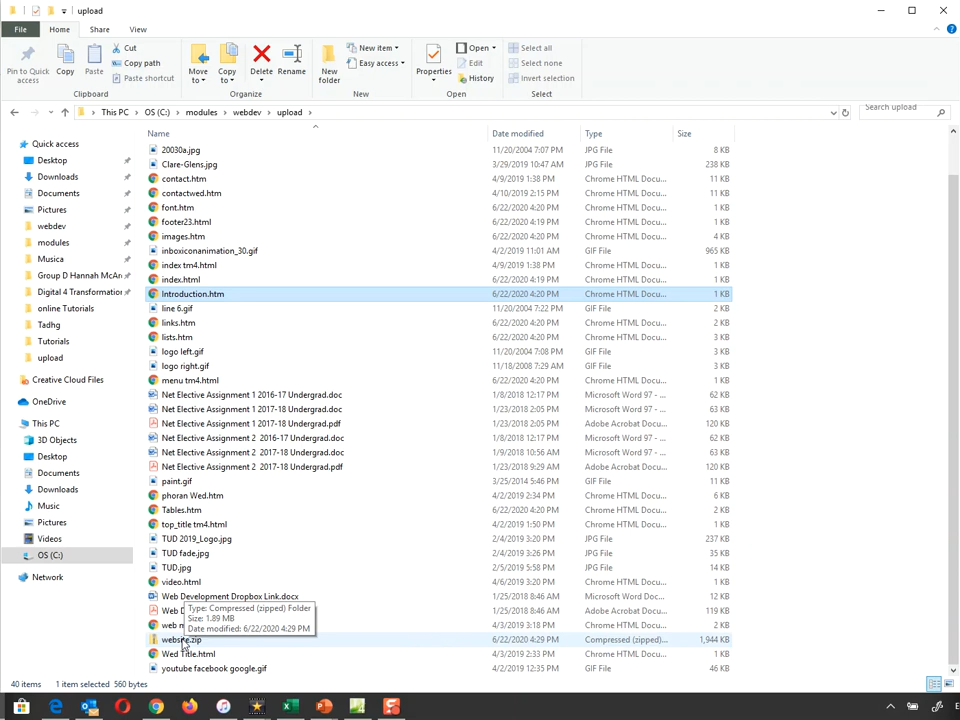 upload
File Home Share View
Pin to Quick access
Copy
Paste
Cut
Copy path
Paste shortcut
Clipboard
Move to
Copy to
Delete
Rename
Organize
New folder
New item
Easy access
New
Properties
Open
Edit
History
Open
Select all
Select none
Invert selection
Select
This PC OS (C:) modules webdev upload
Search upload
Quick access
Desktop
Downloads
Documents
Pictures
webdev
modules
Musica
Group D Hannah McAn
Digital 4 Transformation
online Tutorials
Tadhg
Tutorials
upload
Creative Cloud Files
OneDrive
This PC
3D Objects
Desktop
Documents
Downloads
Music
Pictures
Videos
OS (C:)
Network
Name Date modified Type Size
20030a.jpg 11/20/2004 7:07 PM JPG File 8 KB
Clare-Glens.jpg 3/29/2019 10:47 AM JPG File 238 KB
contact.htm 4/9/2019 1:38 PM Chrome HTML Docu... 11 KB
contactwed.htm 4/10/2019 2:15 PM Chrome HTML Docu... 11 KB
font.htm 6/22/2020 4:20 PM Chrome HTML Docu... 2 KB
footer23.html 6/22/2020 4:19 PM Chrome HTML Docu... 2 KB
images.htm 6/22/2020 4:20 PM Chrome HTML Docu... 4 KB
inboxiconanimation_30.gif 4/2/2019 11:01 AM GIF File 965 KB
index tm4.html 4/9/2019 1:38 PM Chrome HTML Docu... 1 KB
index.html 6/22/2020 4:19 PM Chrome HTML Docu... 1 KB
Introduction.htm 6/22/2020 4:20 PM Chrome HTML Docu... 1 KB
line 6.gif 11/20/2004 7:22 PM GIF File 2 KB
links.htm 6/22/2020 4:20 PM Chrome HTML Docu... 2 KB
lists.htm 6/22/2020 4:20 PM Chrome HTML Docu... 3 KB
logo left.gif 11/20/2004 7:08 PM GIF File 3 KB
logo right.gif 11/18/2008 7:29 AM GIF File 3 KB
menu tm4.html 6/22/2020 4:20 PM Chrome HTML Docu... 3 KB
Net Elective Assignment 1 2016-17 Undergrad.doc 1/8/2018 12:17 PM Microsoft Word 97 - ... 62 KB
Net Elective Assignment 1 2017-18 Undergrad.doc 1/23/2018 2:05 PM Microsoft Word 97 - ... 63 KB
Net Elective Assignment 1 2017-18 Undergrad.pdf 1/23/2018 2:05 PM Adobe Acrobat Docu... 120 KB
Net Elective Assignment 2 2016-17 Undergrad.doc 1/8/2018 12:17 PM Microsoft Word 97 - ... 63 KB
Net Elective Assignment 2 2017-18 Undergrad.doc 1/9/2018 10:56 AM Microsoft Word 97 - ... 63 KB
Net Elective Assignment 2 2017-18 Undergrad.pdf 1/23/2018 9:29 AM Adobe Acrobat Docu... 120 KB
paint.gif 3/25/2014 5:46 PM GIF File 11 KB
phoran Wed.htm 4/2/2019 2:34 PM Chrome HTML Docu... 6 KB
Tables.htm 6/22/2020 4:20 PM Chrome HTML Docu... 2 KB
top_title tm4.html 4/2/2019 1:50 PM Chrome HTML Docu... 1 KB
TUD 2019_Logo.jpg 2/4/2019 3:20 PM JPG File 237 KB
TUD fade.jpg 2/4/2019 3:26 PM JPG File 35 KB
TUD.jpg 2/5/2019 5:58 PM JPG File 14 KB
video.html 4/6/2019 3:20 PM Chrome HTML Docu... 1 KB
Web Development Dropbox Link.docx 1/25/2018 8:46 AM Microsoft Word Doc... 12 KB
Web D 1/25/2018 8:46 AM Adobe Acrobat Docu... 119 KB
web m 4/3/2019 3:18 PM Chrome HTML Docu... 2 KB
website.zip 6/22/2020 4:29 PM Compressed (zipped)... 1,944 KB
Wed Title.html 4/3/2019 2:33 PM Chrome HTML Docu... 1 KB
youtube facebook google.gif 4/2/2019 12:35 PM GIF File 46 KB
Type: Compressed (zipped) Folder
Size: 1.89 MB
Date modified: 6/22/2020 4:29 PM
40 items 1 item selected 560 bytes